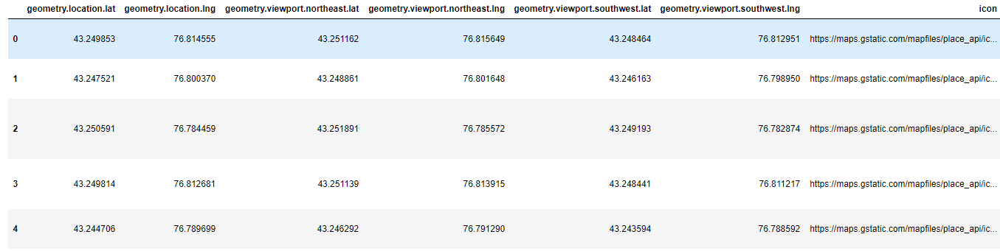 geometry.location.lat geometry.location.lng geometry.viewport.northeast.lat geometry.viewport.northeast.lng geometry.viewport.southwest.lat geometry.viewport.southwest.lng icon
0 43.249853 76.814555 43.251162 76.815649 43.248464 76.812951 https://maps.gstatic.com/mapfiles/place_api/ic...
1 43.247521 76.800370 43.248861 76.801648 43.246163 76.798950 https://maps.gstatic.com/mapfiles/place_api/ic...
2 43.250591 76.784459 43.251891 76.785572 43.249193 76.782874 https://maps.gstatic.com/mapfiles/place_api/ic...
3 43.249814 76.812681 43.251139 76.813915 43.248441 76.811217 https://maps.gstatic.com/mapfiles/place_api/ic...
4 43.244706 76.789699 43.246292 76.791290 43.243594 76.788592 https://maps.gstatic.com/mapfiles/place_api/ic...